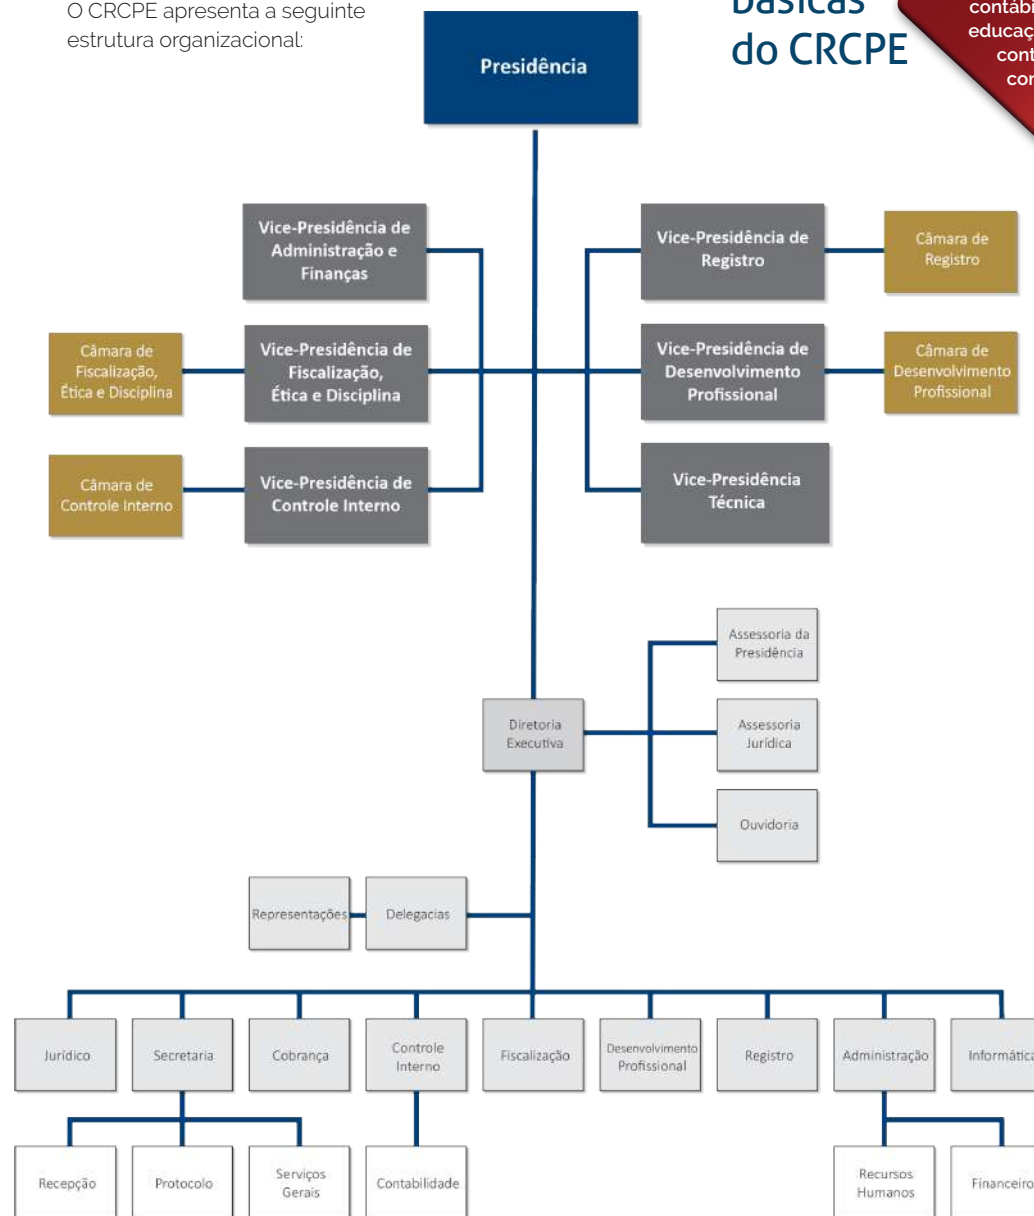 O CRCPE apresenta a seguinte
estrutura organizacional:
básicas
do CRCPE
contábi
educaç
cont
con
Presidência
Vice-Presidência de
Administração e
Finanças
Vice-Presidência de
Registro
Câmara de
Registro
Câmara de
Fiscalização,
Ética e Disciplina
Vice-Presidência de
Fiscalização,
Ética e Disciplina
Vice-Presidência de
Desenvolvimento
Profissional
Câmara de
Desenvolvimento
Profissional
Câmara de
Controle Interno
Vice-Presidência de
Controle Interno
Vice-Presidência
Técnica
Assessoria da
Presidência
Diretoria
Executiva
Assessoria
Jurídica
Ouvidoria
Representações
Delegacias
Jurídico
Secretaria
Cobrança
Controle
Interno
Fiscalização
Desenvolvimento
Profissional
Registro
Administração
Informática
Recepção
Protocolo
Serviços
Gerais
Contabilidade
Recursos
Humanos
Financeiro